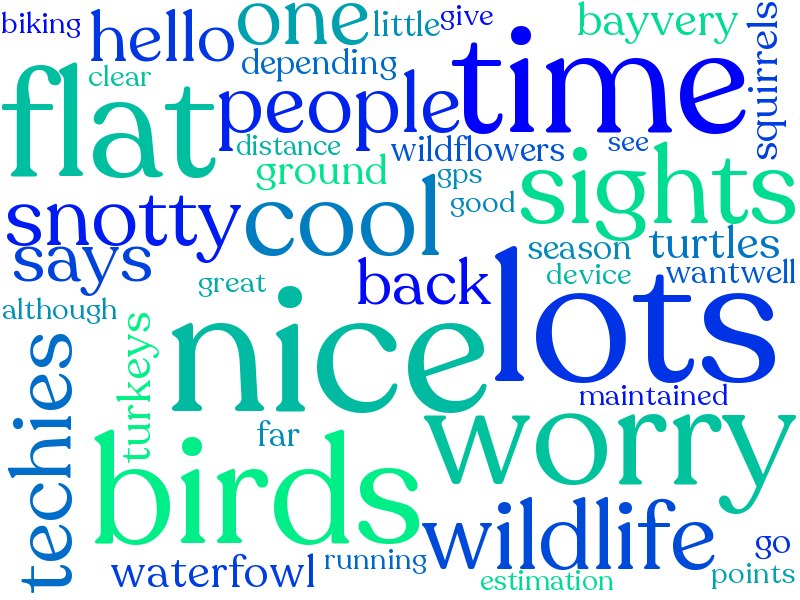 biking
hello
one
little
give
bayvery
squirrels
clear
depending
time
flat
people
distance
wildflowers
see
ground
gps
sights
snotty
cool
good
says
season
turtles
back
device
wantwell
great
although
nice
lots
techies
turkeys
maintained
far
worry
birds
wildlife
waterfowl
running
go
estimation
points